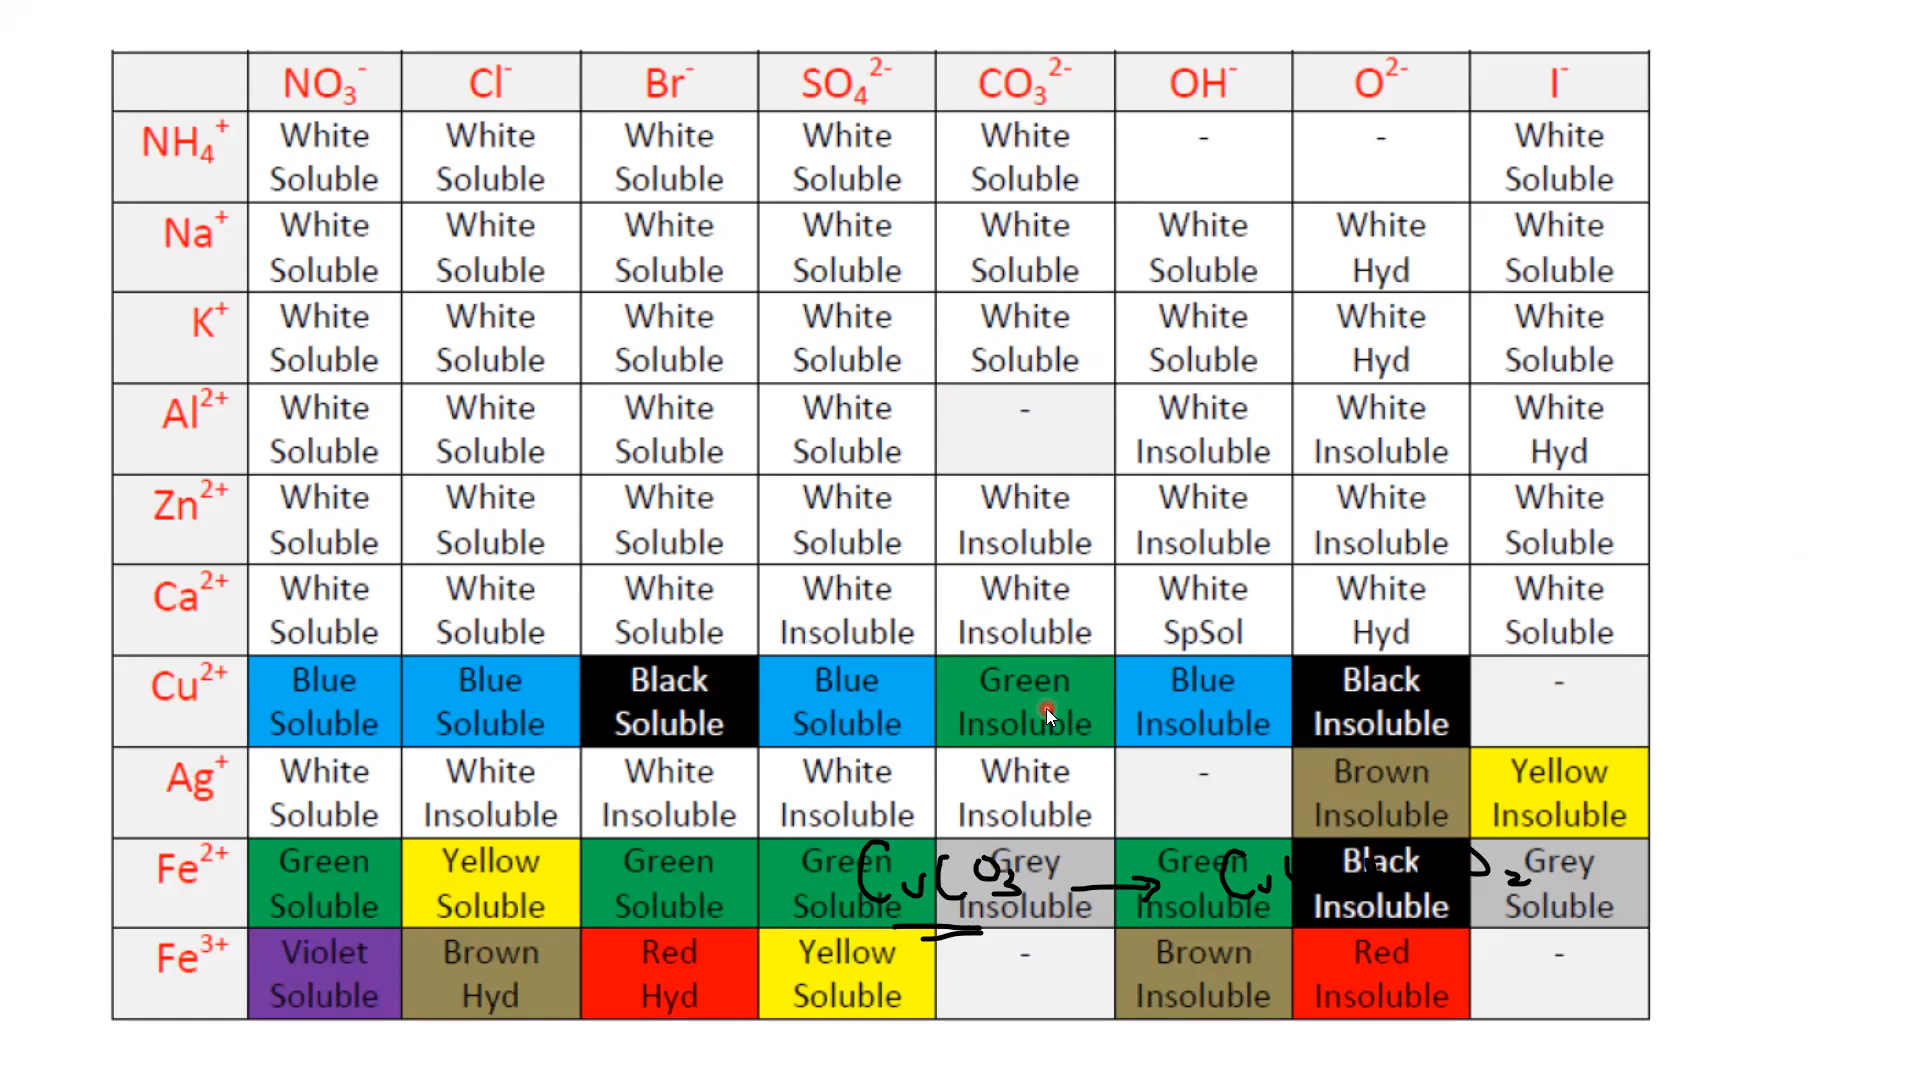 NO3- Cl- Br- SO4 2- CO3 2- OH- O2- I-
NH4+ White White White White White - - White
Soluble Soluble Soluble Soluble Soluble Soluble
Na+ White White White White White White White White
Soluble Soluble Soluble Soluble Soluble Soluble Hyd Soluble
K+ White White White White White White White White
Soluble Soluble Soluble Soluble Soluble Soluble Hyd Soluble
Al2+ White White White White - White White White
Soluble Soluble Soluble Soluble Insoluble Insoluble Hyd
Zn2+ White White White White White White White White
Soluble Soluble Soluble Soluble Insoluble Insoluble Insoluble Soluble
Ca2+ White White White White White White White White
Soluble Soluble Soluble Insoluble Insoluble SpSol Hyd Soluble
Cu2+ Blue Blue Black Blue Green Blue Black -
Soluble Soluble Soluble Soluble Insoluble Insoluble Insoluble
Ag+ White White White White White - Brown Yellow
Soluble Insoluble Insoluble Insoluble Insoluble Insoluble Insoluble
Fe2+ Green Yellow Green Green Grey Green Black Grey
Soluble Soluble Soluble Soluble Insoluble Insoluble Insoluble Soluble
CuCO3 →
Fe3+ Violet Brown Red Yellow - Brown Red -
Soluble Hyd Hyd Soluble Insoluble Insoluble